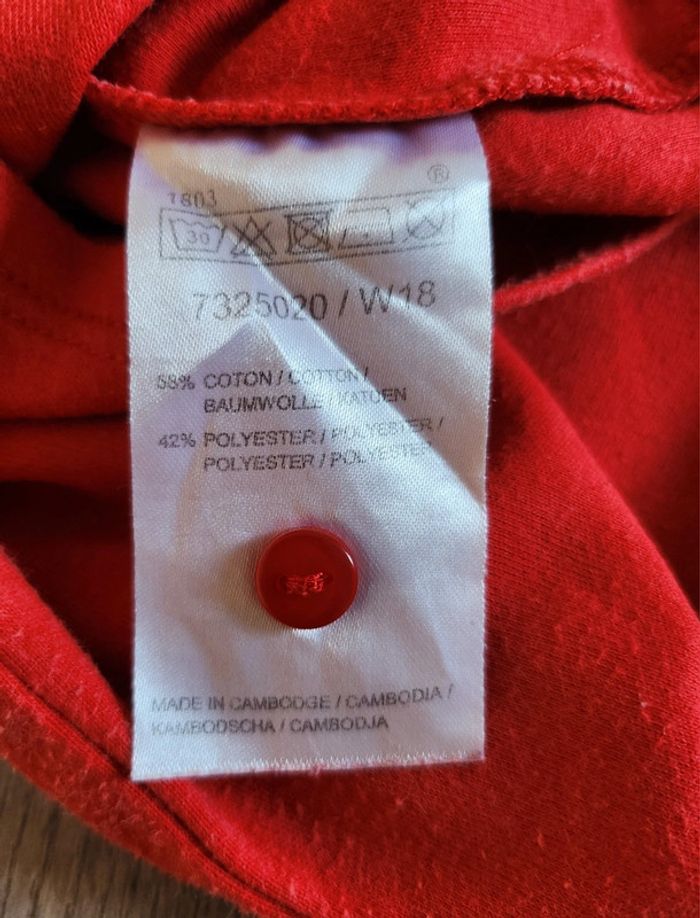 ®
1803
30
7325020 / W18
58% COTON / COTTON /
BAUMWOLLE / KATOEN
42% POLYESTER / POLYESTER /
POLYESTER / POLYESTER
MADE IN CAMBODGE / CAMBODIA /
KAMBODSCHA / CAMBODJA